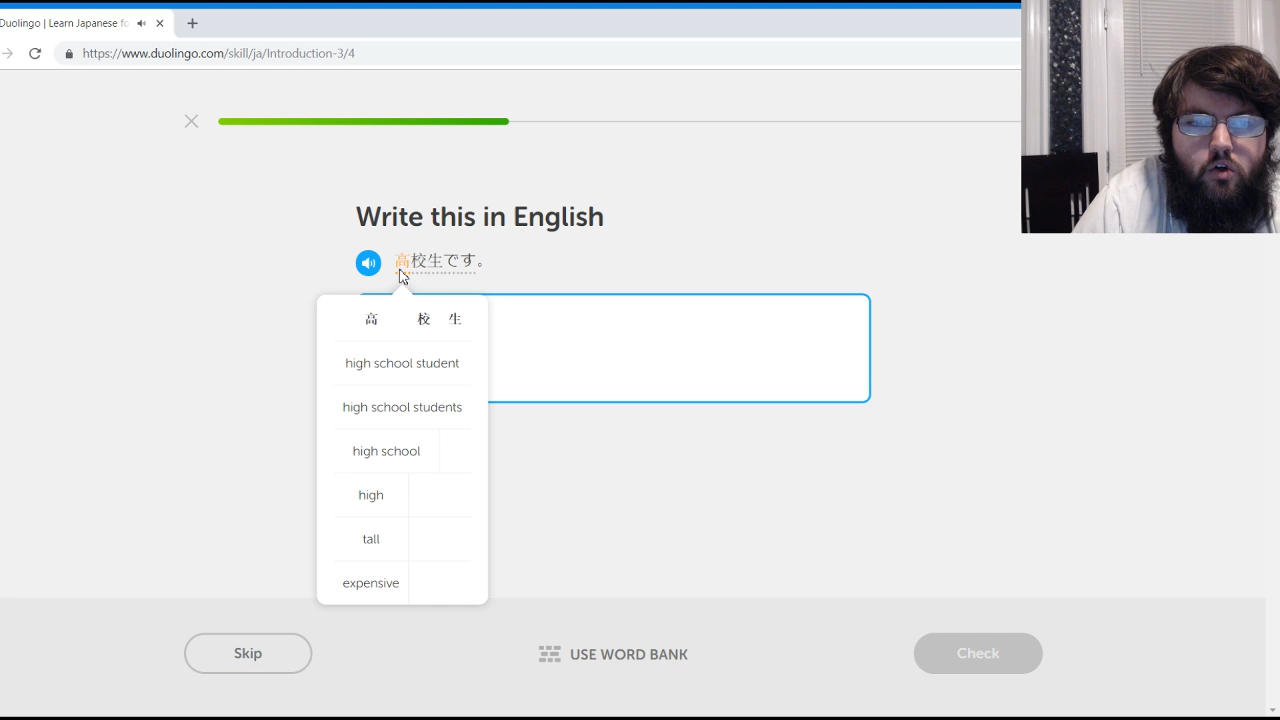 Duolingo | Learn Japanese fo
https://www.duolingo.com/skill/ja/Introduction-3/4
Write this in English
高校生です。
高 校 生
high school student
high school students
high school
high
tall
expensive
Skip
USE WORD BANK
Check